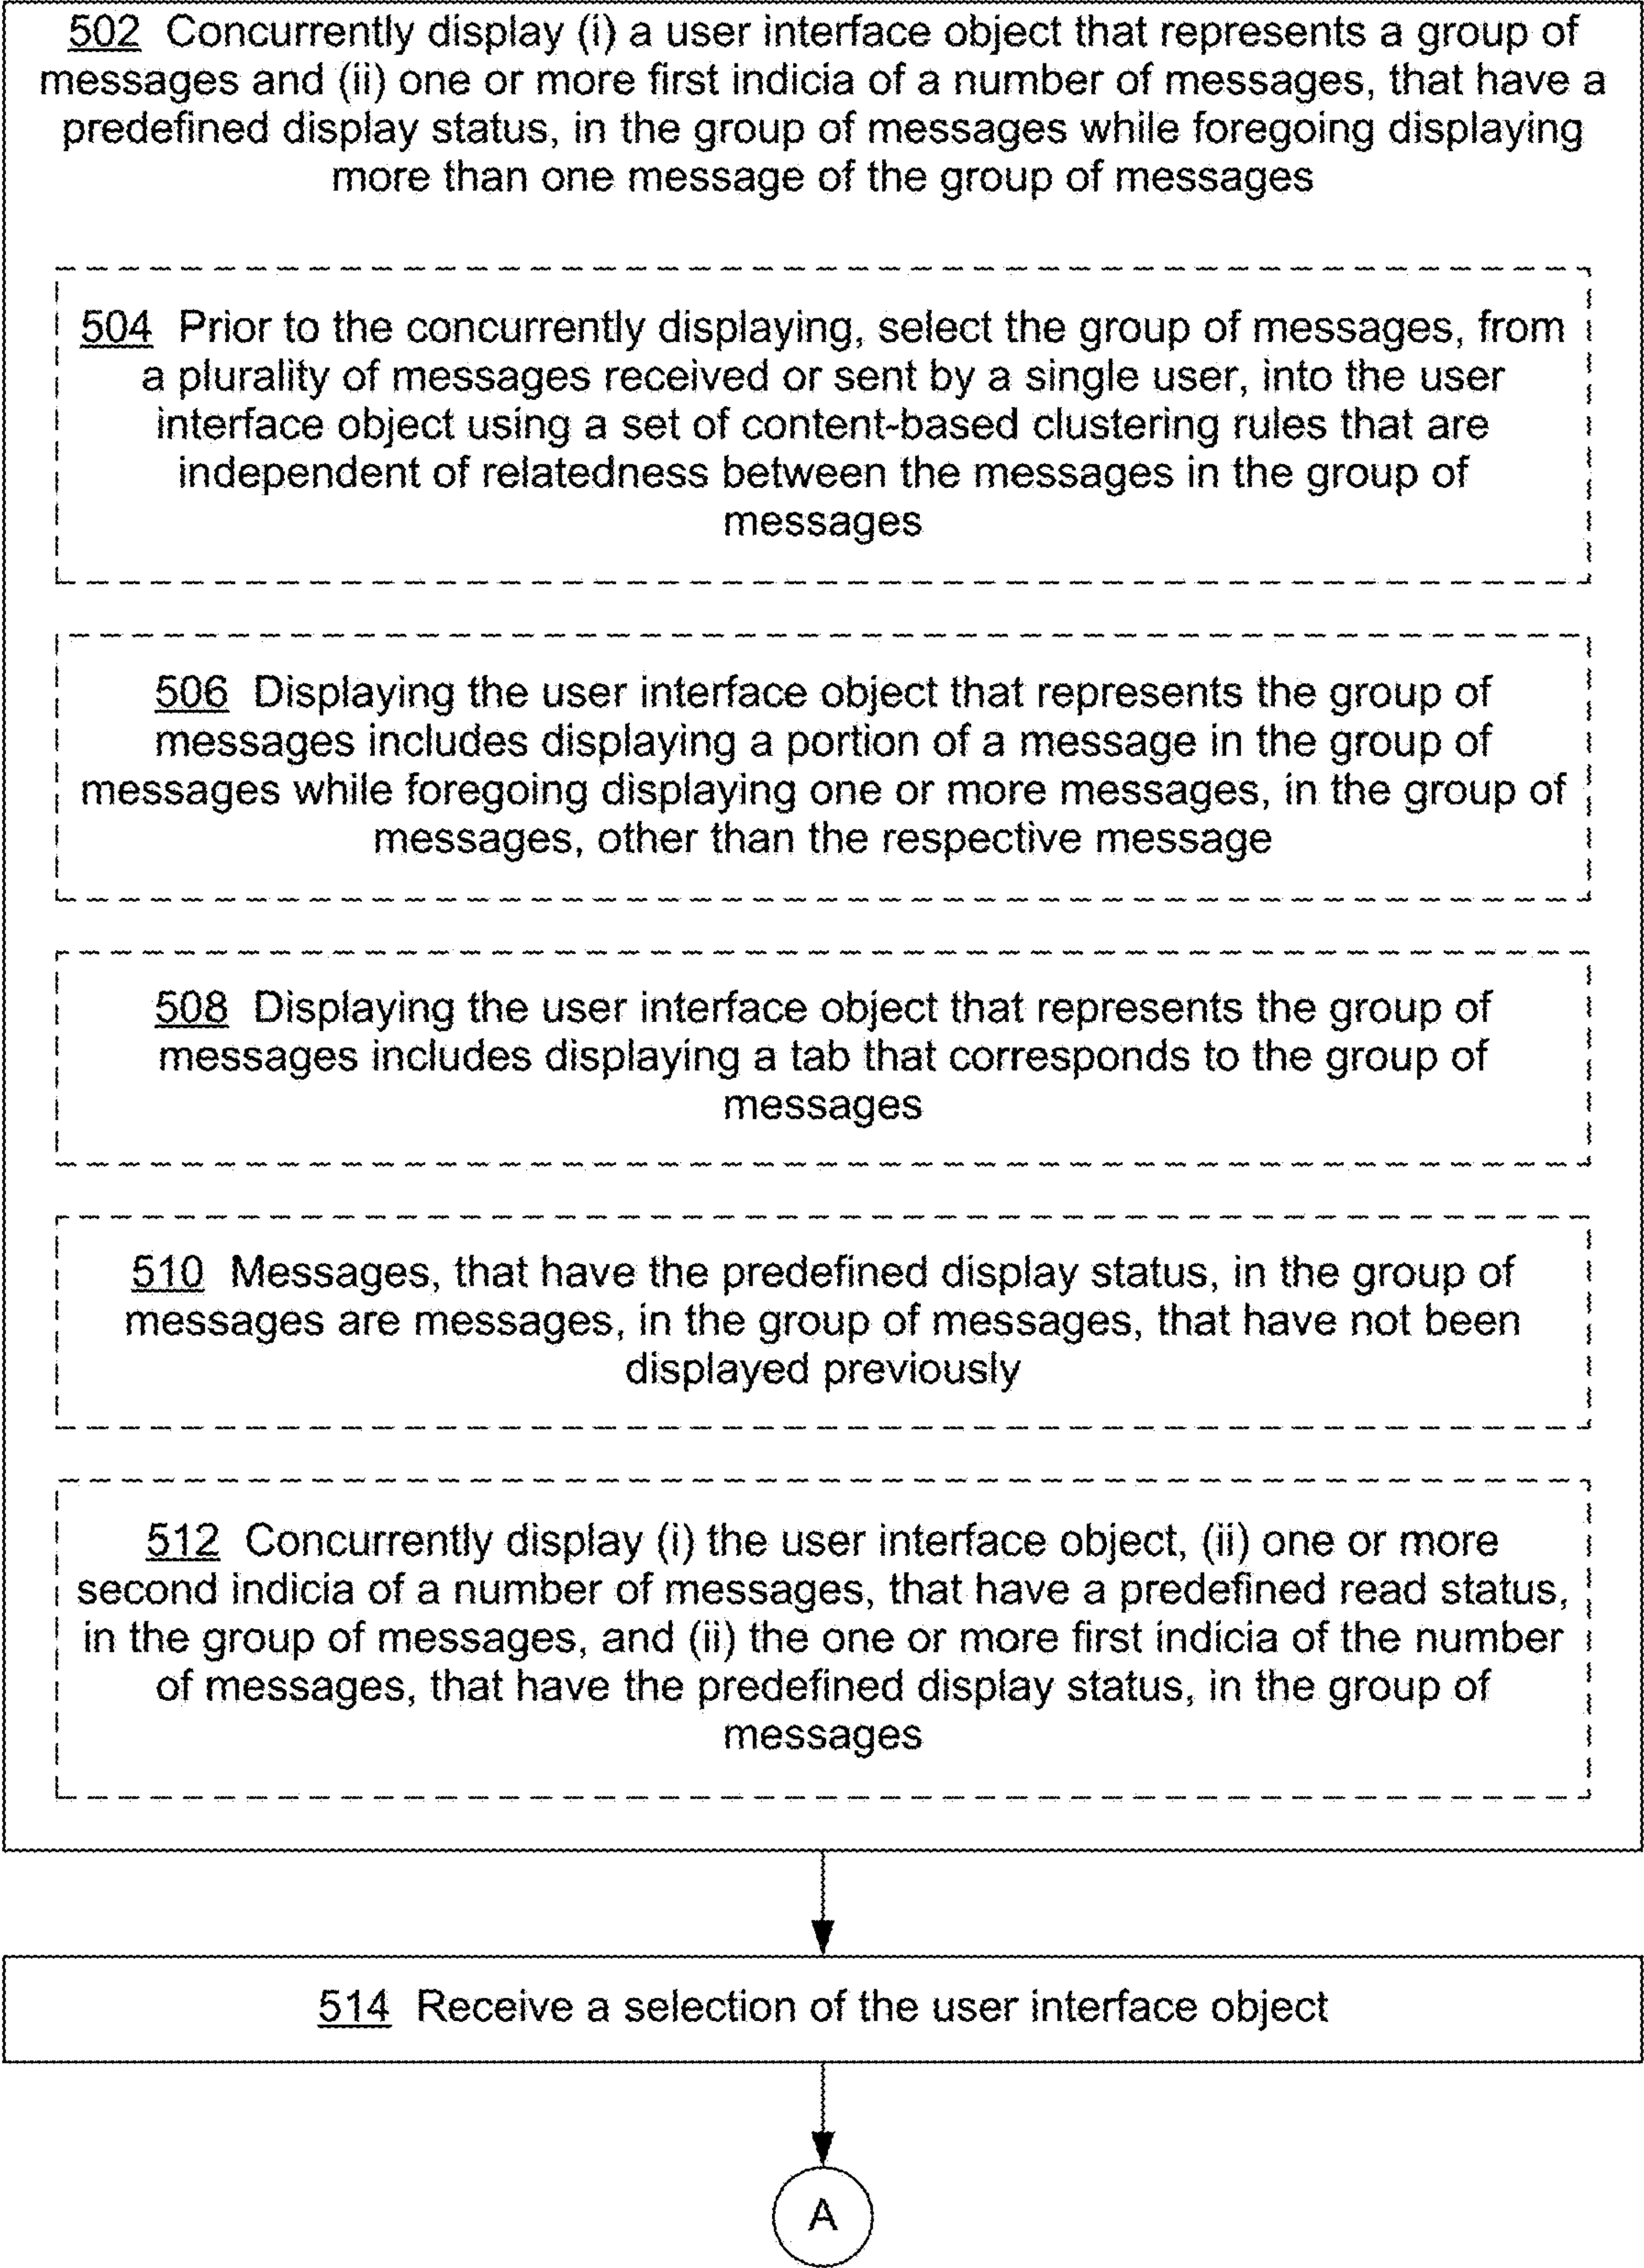 502 Concurrently display (i) a user interface object that represents a group of
messages and (ii) one or more first indicia of a number of messages, that have a
predefined display status, in the group of messages while foregoing displaying
more than one message of the group of messages
504 Prior to the concurrently displaying, select the group of messages, from
a plurality of messages received or sent by a single user, into the user
interface object using a set of content-based clustering rules that are
independent of relatedness between the messages in the group of
messages
506 Displaying the user interface object that represents the group of
messages includes displaying a portion of a message in the group of
messages while foregoing displaying one or more messages, in the group of
messages, other than the respective message
508 Displaying the user interface object that represents the group of
messages includes displaying a tab that corresponds to the group of
messages
510 Messages, that have the predefined display status, in the group of
messages are messages, in the group of messages, that have not been
displayed previously
512 Concurrently display (i) the user interface object, (ii) one or more
second indicia of a number of messages, that have a predefined read status,
in the group of messages, and (ii) the one or more first indicia of the number
of messages, that have the predefined display status, in the group of
messages
514 Receive a selection of the user interface object
A